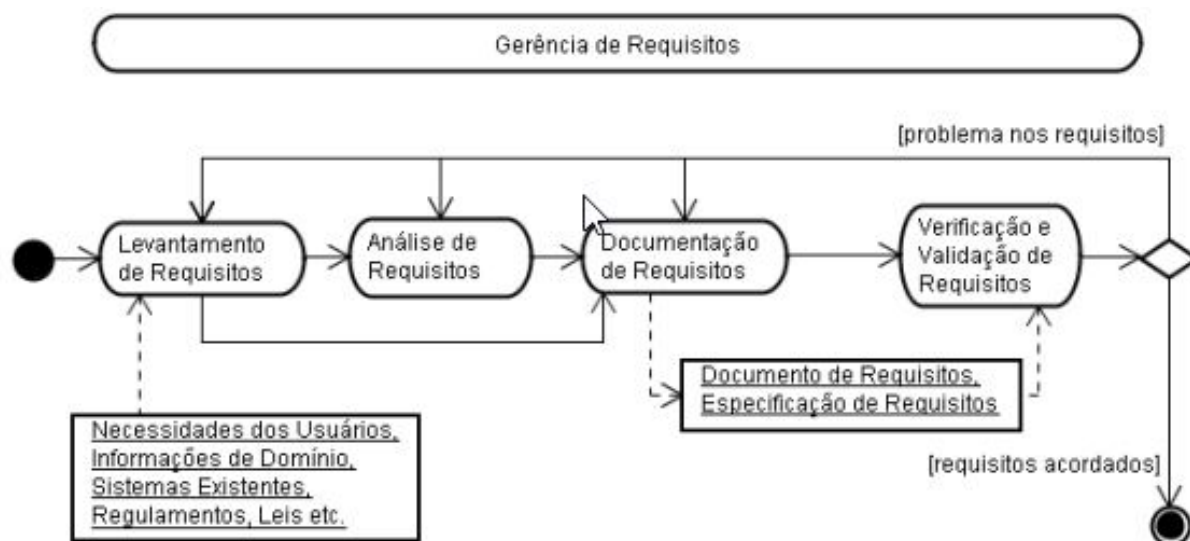 Gerência de Requisitos
[problema nos requisitos]
Levantamento
de Requisitos
Análise de
Requisitos
Documentação
de Requisitos
Verificação e
Validação de
Requisitos
Documento de Requisitos,
Especificação de Requisitos
Necessidades dos Usuários,
Informações de Domínio,
Sistemas Existentes,
Regulamentos, Leis etc.
[requisitos acordados]